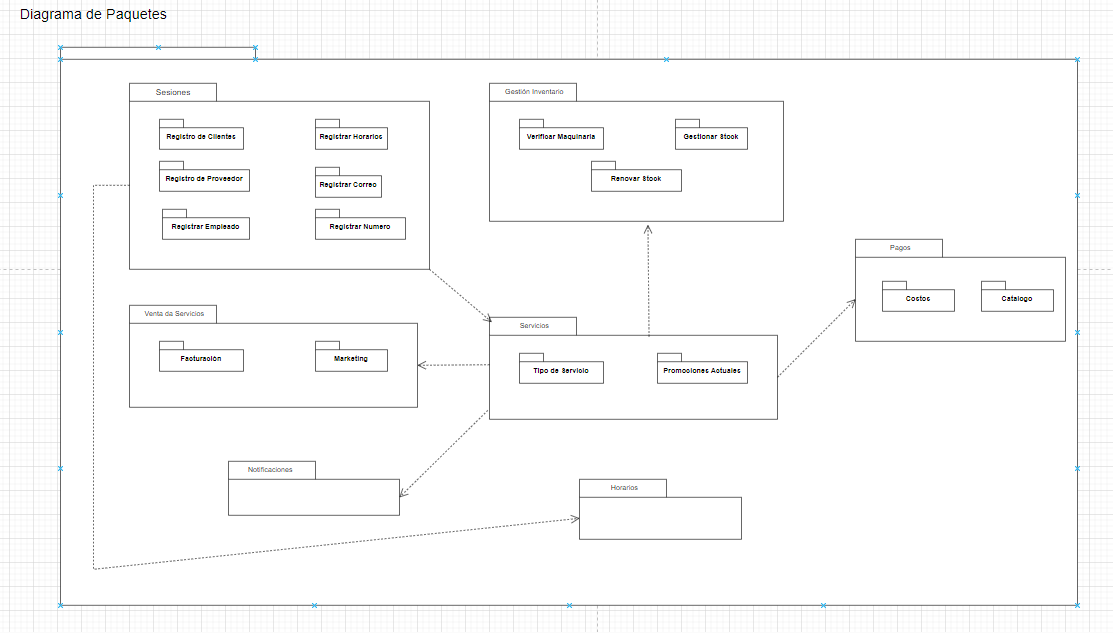 Diagrama de Paquetes
Sesiones
Registro de Clientes
Registrar Horarios
Registro de Proveedor
Registrar Correo
Registrar Empleado
Registrar Numero
Gestión Inventario
Verificar Maquinaria
Gestionar Stock
Renovar Stock
Pagos
Costos
Catalogo
Venta da Servicios
Facturación
Marketing
Servicios
Tipo de Servicio
Promociones Actuales
Notificaciones
Horarios